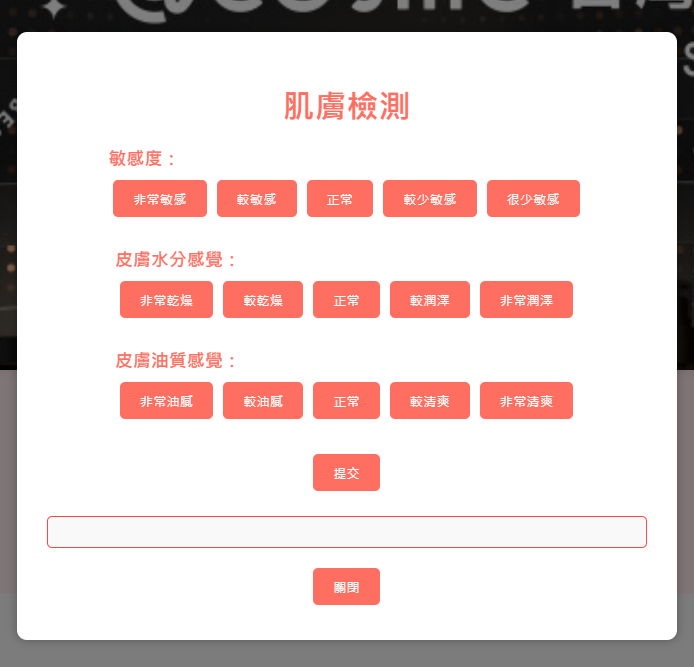 肌膚檢測
敏感度：
非常敏感 較敏感 正常 較少敏感 很少敏感
皮膚水分感覺：
非常乾燥 較乾燥 正常 較潤澤 非常潤澤
皮膚油質感覺：
非常油膩 較油膩 正常 較清爽 非常清爽
提交
關閉